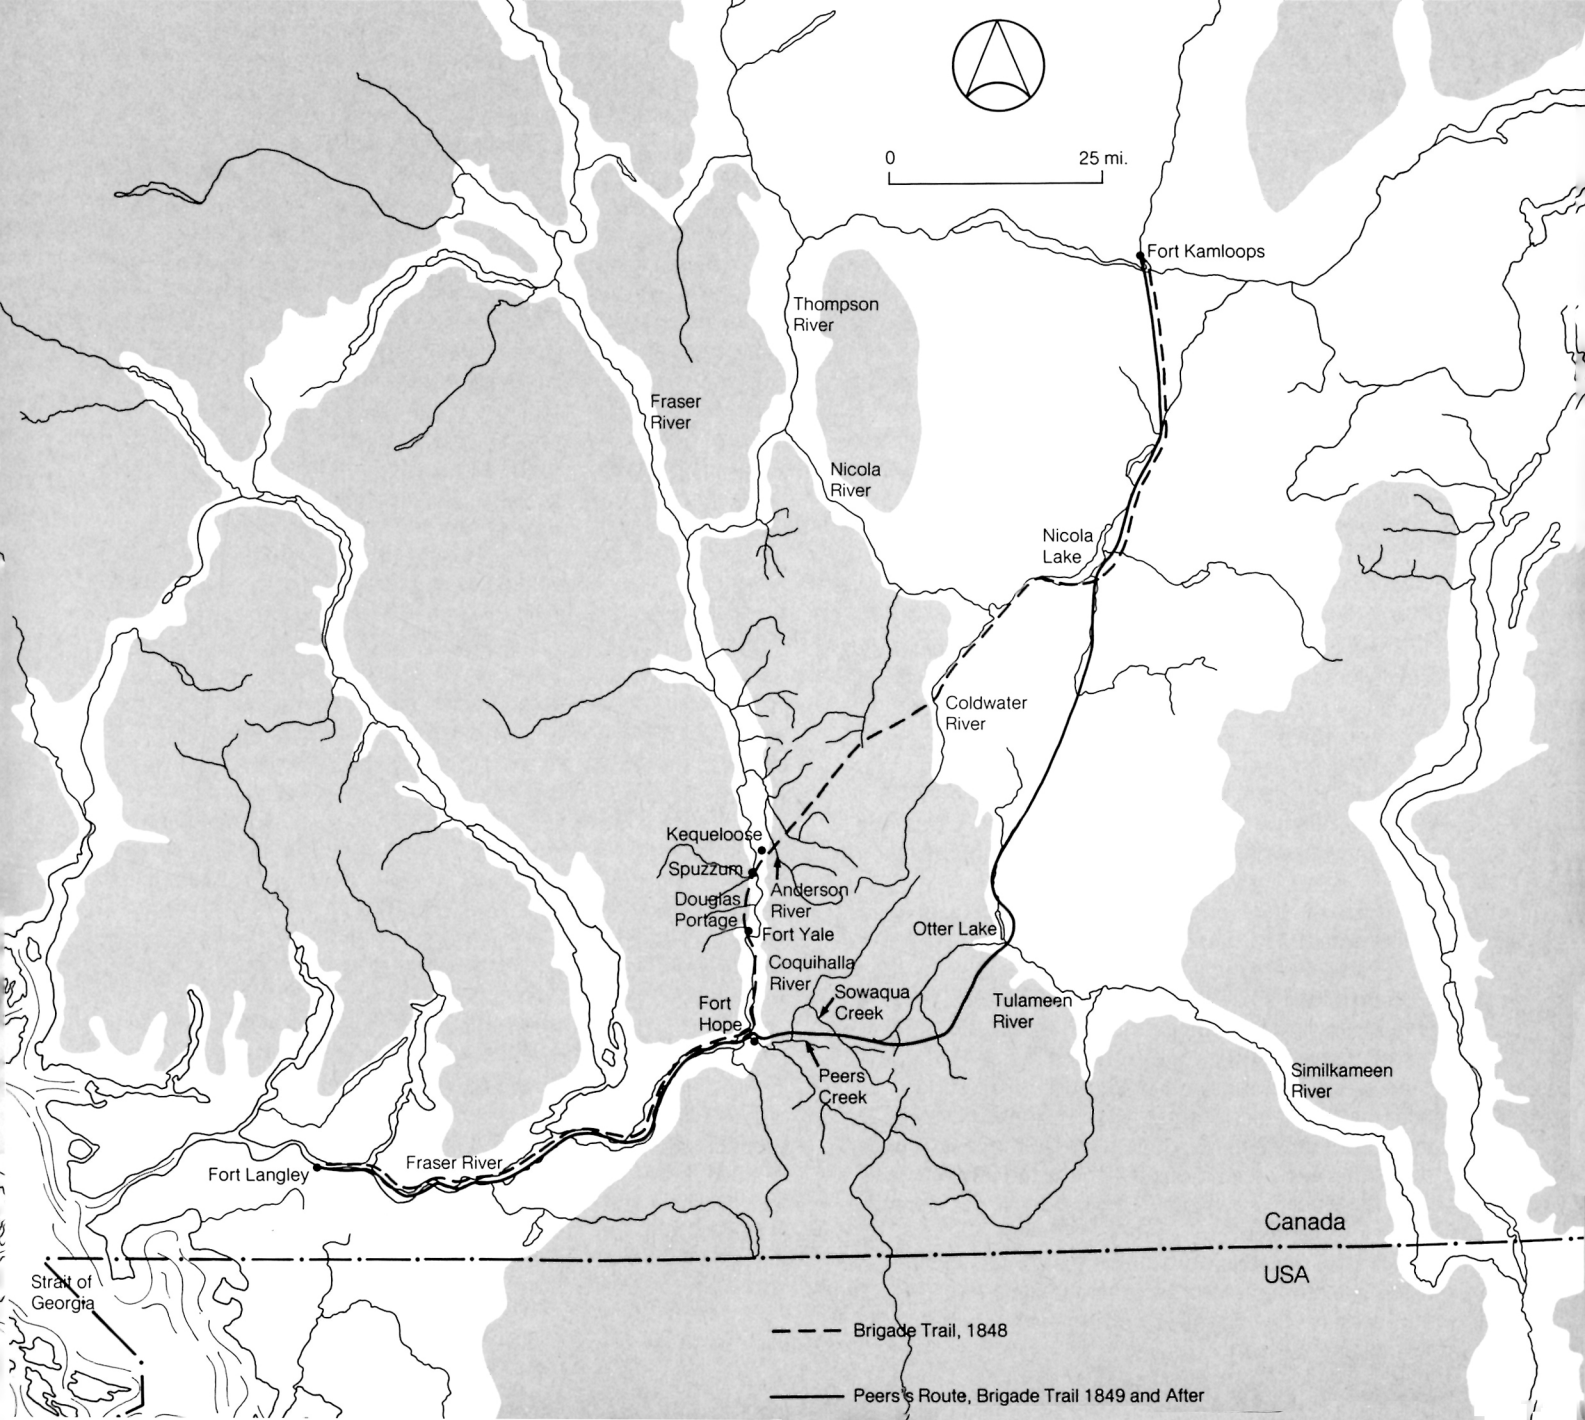 0 25 mi.
Fort Kamloops
Thompson
River
Fraser
River
Nicola
River
Nicola
Lake
Coldwater
River
Kequeloose
Spuzzum
Anderson
River
Douglas
Portage
Fort Yale
Otter Lake
Coquihalla
River
Sowaqua
Creek
Fort
Hope
Tulameen
River
Peers
Creek
Similkameen
River
Fraser River
Fort Langley
Canada
USA
Strait of
Georgia
Brigade Trail, 1848
Peers's Route, Brigade Trail 1849 and After